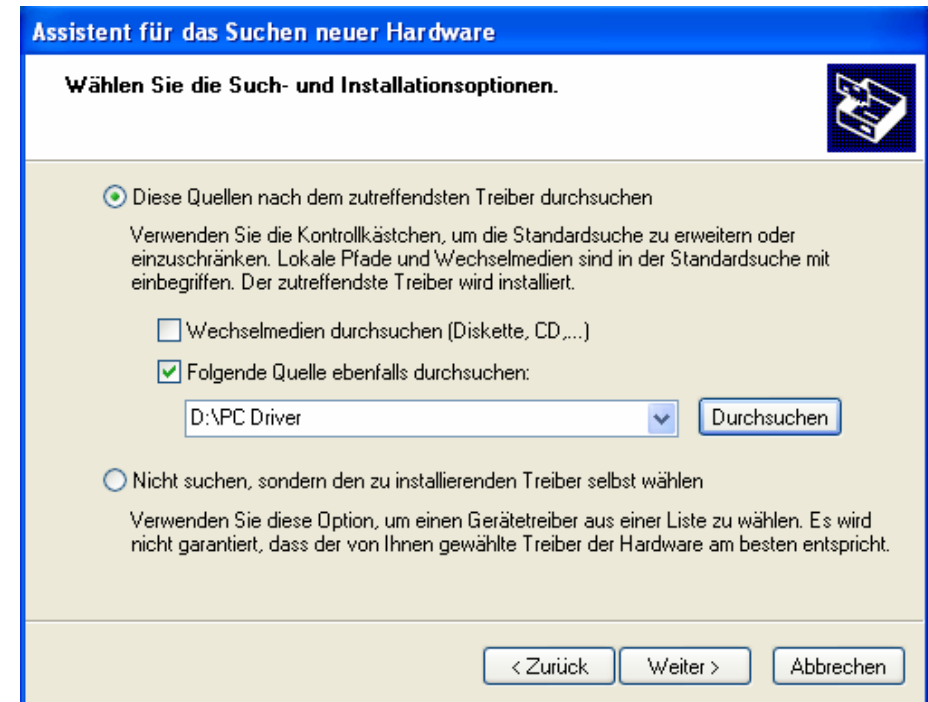 Assistent für das Suchen neuer Hardware
Wählen Sie die Such- und Installationsoptionen.
Diese Quellen nach dem zutreffendsten Treiber durchsuchen
Verwenden Sie die Kontrollkästchen, um die Standardsuche zu erweitern oder
einzuschränken. Lokale Pfade und Wechselmedien sind in der Standardsuche mit
einbegriffen. Der zutreffendste Treiber wird installiert.
Wechselmedien durchsuchen (Diskette, CD,...)
Folgende Quelle ebenfalls durchsuchen:
D:\PC Driver
Durchsuchen
Nicht suchen, sondern den zu installierenden Treiber selbst wählen
Verwenden Sie diese Option, um einen Gerätetreiber aus einer Liste zu wählen. Es wird
nicht garantiert, dass der von Ihnen gewählte Treiber der Hardware am besten entspricht.
< Zurück
Weiter >
Abbrechen